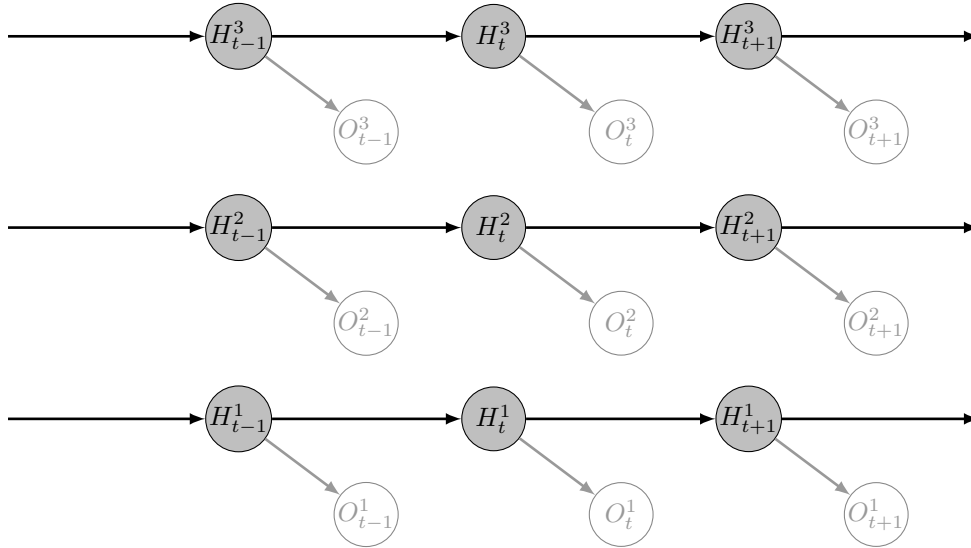 $H^3_{t-1}$ $H^3_t$ $H^3_{t+1}$
$O^3_{t-1}$ $O^3_t$ $O^3_{t+1}$
$H^2_{t-1}$ $H^2_t$ $H^2_{t+1}$
$O^2_{t-1}$ $O^2_t$ $O^2_{t+1}$
$H^1_{t-1}$ $H^1_t$ $H^1_{t+1}$
$O^1_{t-1}$ $O^1_t$ $O^1_{t+1}$